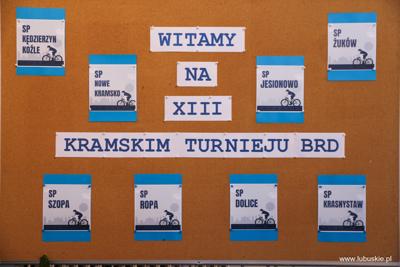 WITAMY
NA
XIII
KRAMSKIM TURNIEJU BRD
SP
KĘDZIERZYN
KOŹLE
SP
NOWE
KRAMSKO
SP
JESIONOWO
SP
ŻUKÓW
SP
SZOPA
SP
ROPA
SP
DOLICE
SP
KRASNYSTAW
www.lubuskie.pl